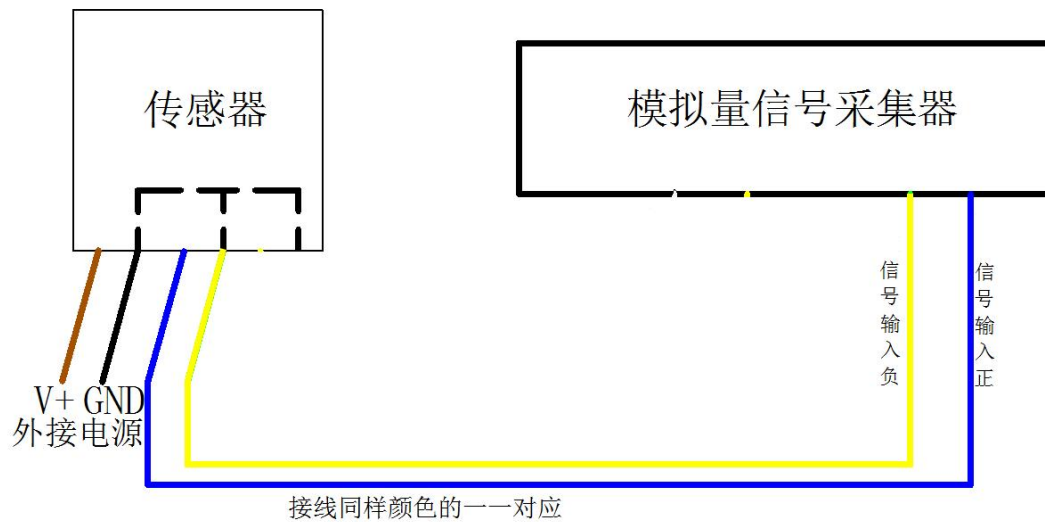 传感器
模拟量信号采集器
信号输入负
信号输入正
V+ GND
外接电源
接线同样颜色的一一对应